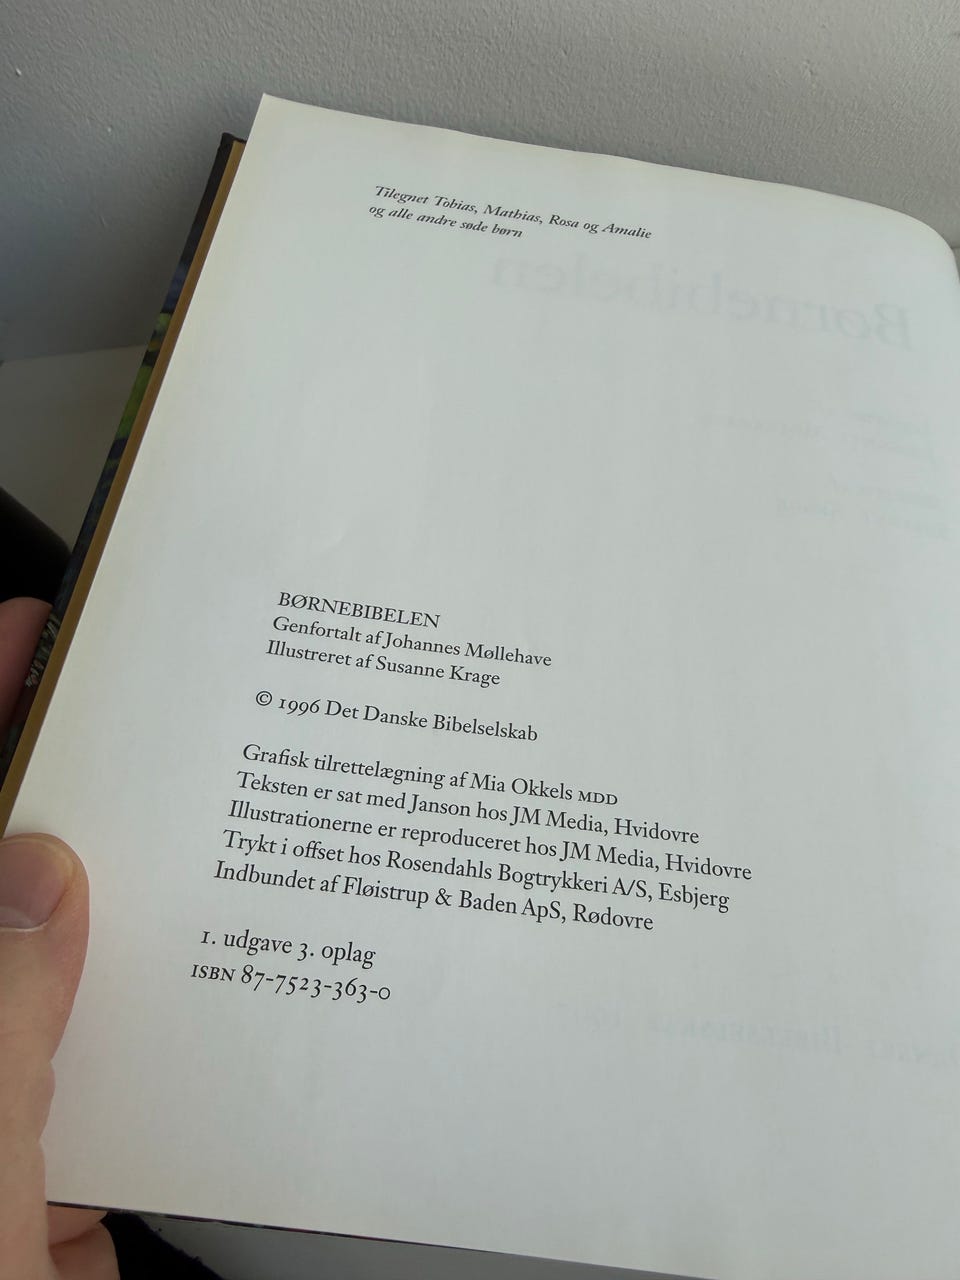 Tilegnet Tobias, Mathias, Rosa og Amalie
og alle andre søde børn
Børnebibelen
BØRNEBIBELEN
Genfortalt af Johannes Møllehave
Illustreret af Susanne Krage
© 1996 Det Danske Bibelselskab
Grafisk tilrettelægning af Mia Okkels MDD
Teksten er sat med Janson hos JM Media, Hvidovre
Illustrationerne er reproduceret hos JM Media, Hvidovre
Trykt i offset hos Rosendahls Bogtrykkeri A/S, Esbjerg
Indbundet af Fløistrup & Baden ApS, Rødovre
1. udgave 3. oplag
ISBN 87-7523-363-0